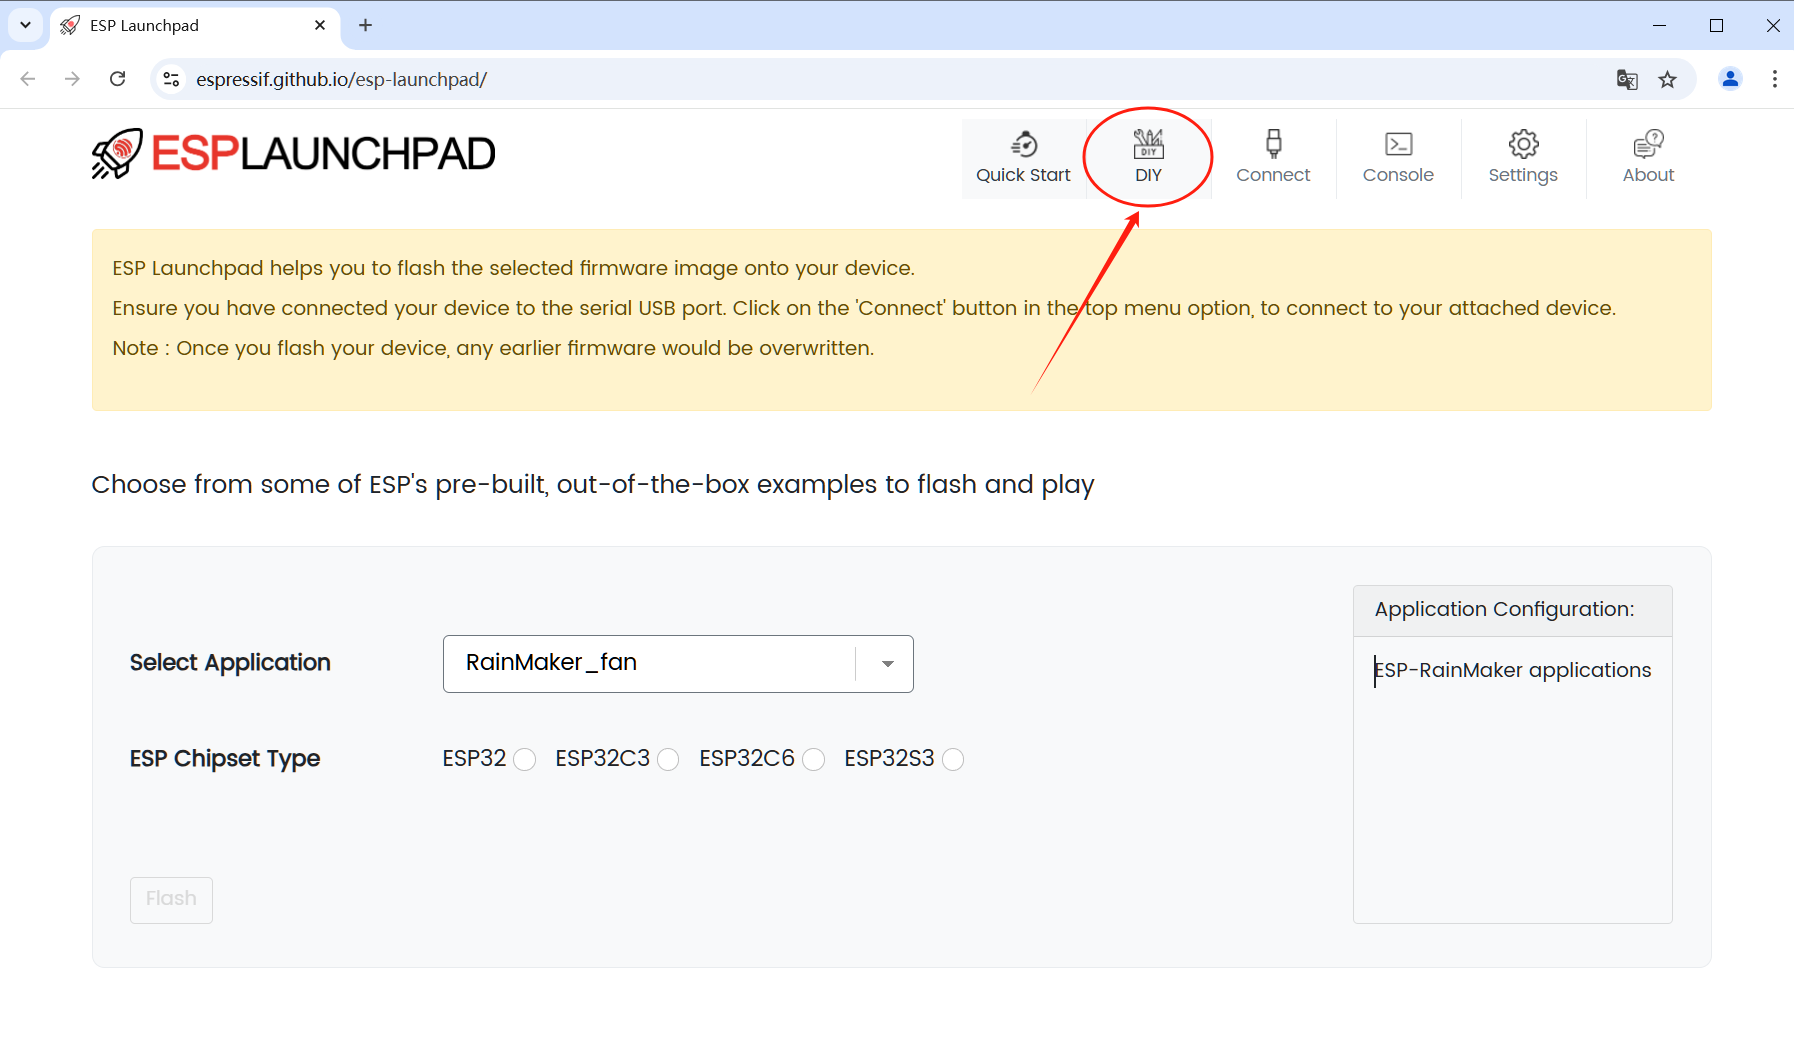 ESP Launchpad
espressif.github.io/esp-launchpad/
ESPLAUNCHPAD
Quick Start
DIY
DIY
Connect
Console
Settings
About
ESP Launchpad helps you to flash the selected firmware image onto your device.
Ensure you have connected your device to the serial USB port. Click on the 'Connect' button in the top menu option, to connect to your attached device.
Note : Once you flash your device, any earlier firmware would be overwritten.
Choose from some of ESP's pre-built, out-of-the-box examples to flash and play
Select Application
RainMaker_fan
ESP Chipset Type
ESP32
ESP32C3
ESP32C6
ESP32S3
Flash
Application Configuration:
ESP-RainMaker applications